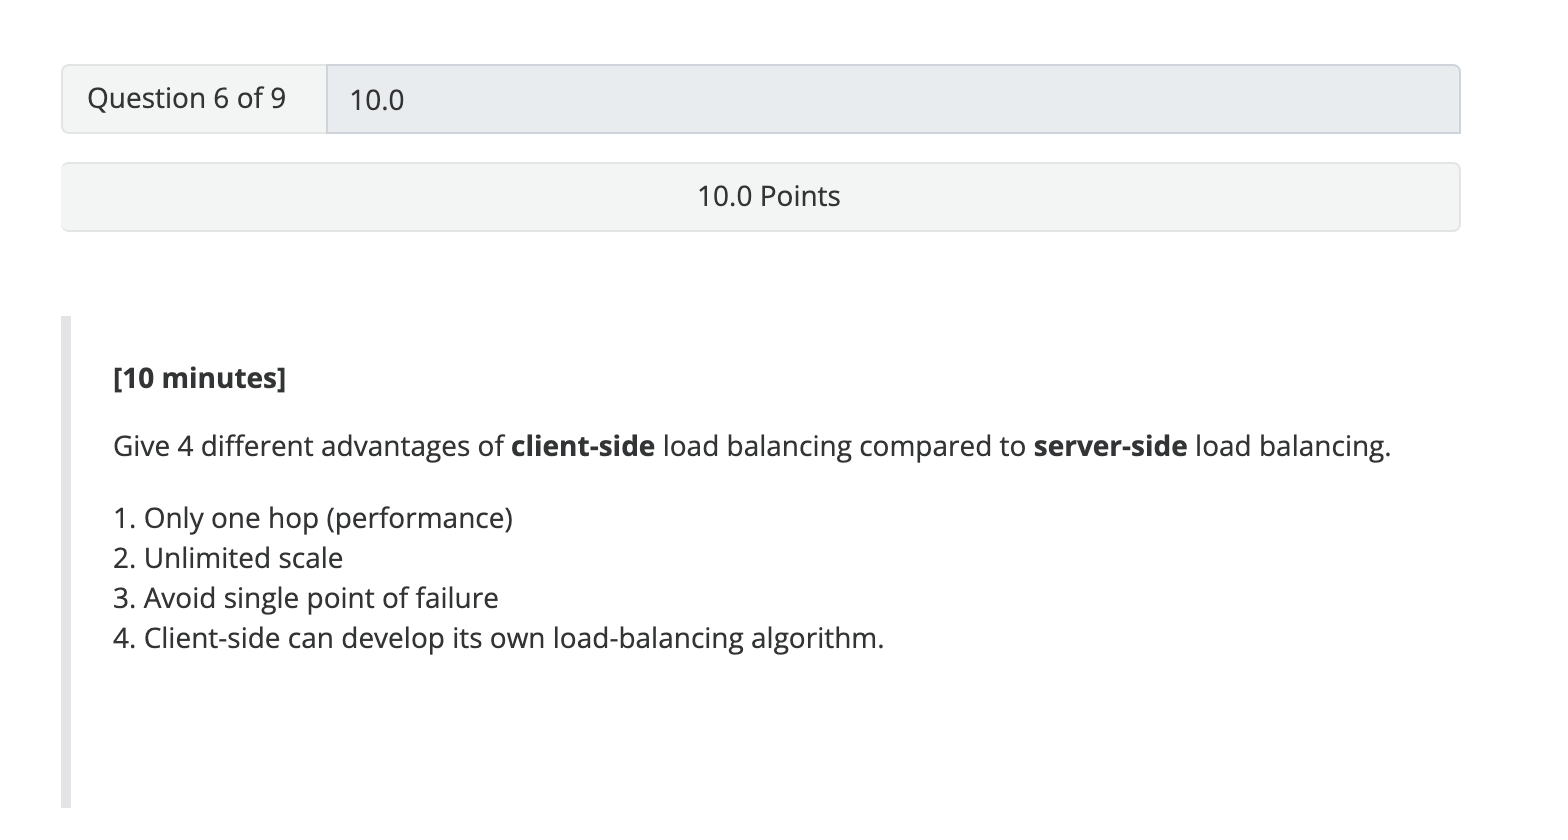 Question 6 of 9
10.0
10.0 Points
[10 minutes]
Give 4 different advantages of client-side load balancing compared to server-side load balancing.
1. Only one hop (performance)
2. Unlimited scale
3. Avoid single point of failure
4. Client-side can develop its own load-balancing algorithm.